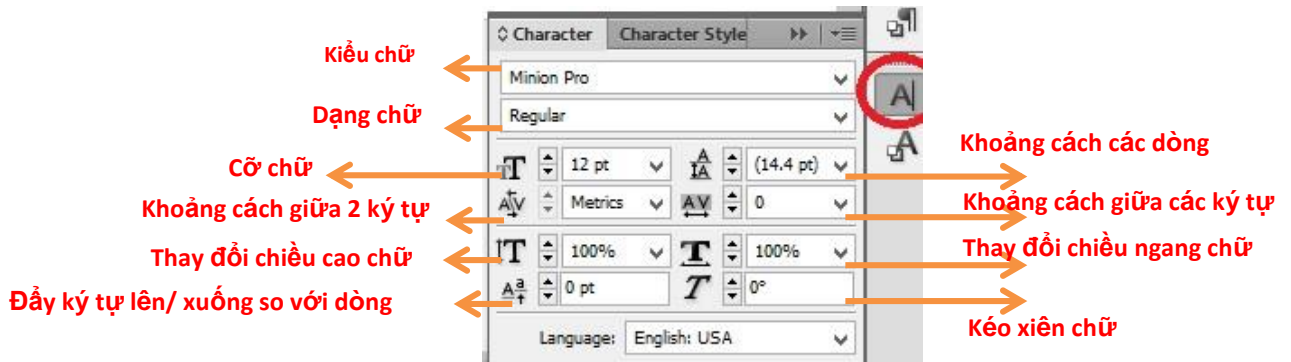 Character Character Style
Kiểu chữ
Minion Pro
Dạng chữ
Regular
Cỡ chữ 12 pt (14.4 pt) Khoảng cách các dòng
Khoảng cách giữa 2 ký tự Metrics 0 Khoảng cách giữa các ký tự
Thay đổi chiều cao chữ 100% 100% Thay đổi chiều ngang chữ
Đẩy ký tự lên/ xuống so với dòng 0 pt 0° Kéo xiên chữ
Language: English: USA